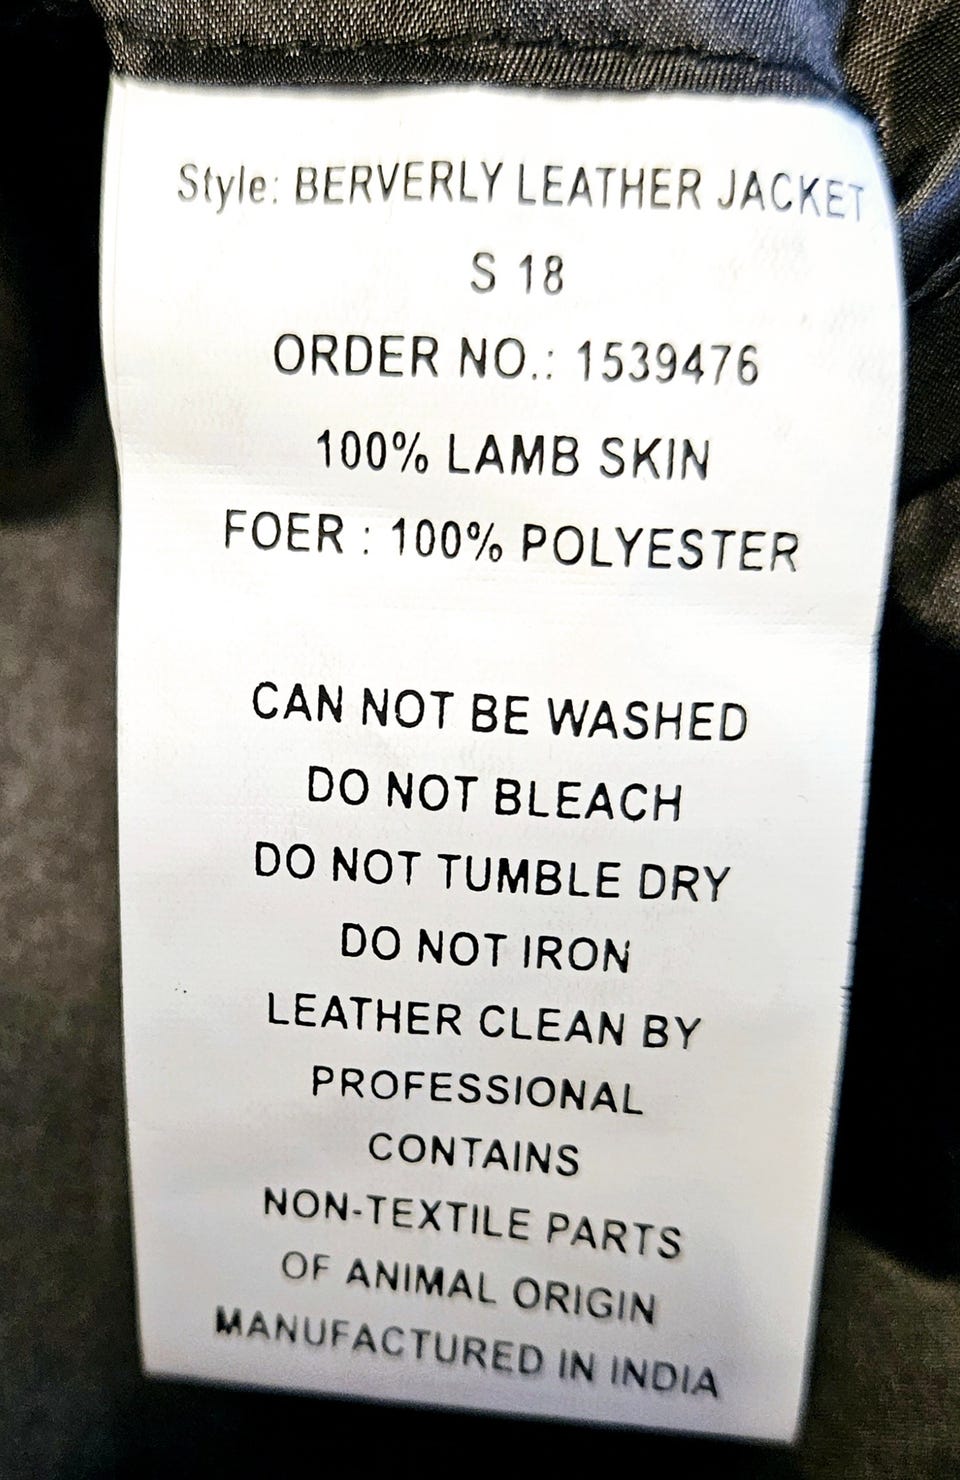 Style: BERVERLY LEATHER JACKET
S 18
ORDER NO.: 1539476
100% LAMB SKIN
FOER : 100% POLYESTER
CAN NOT BE WASHED
DO NOT BLEACH
DO NOT TUMBLE DRY
DO NOT IRON
LEATHER CLEAN BY
PROFESSIONAL
CONTAINS
NON-TEXTILE PARTS
OF ANIMAL ORIGIN
MANUFACTURED IN INDIA